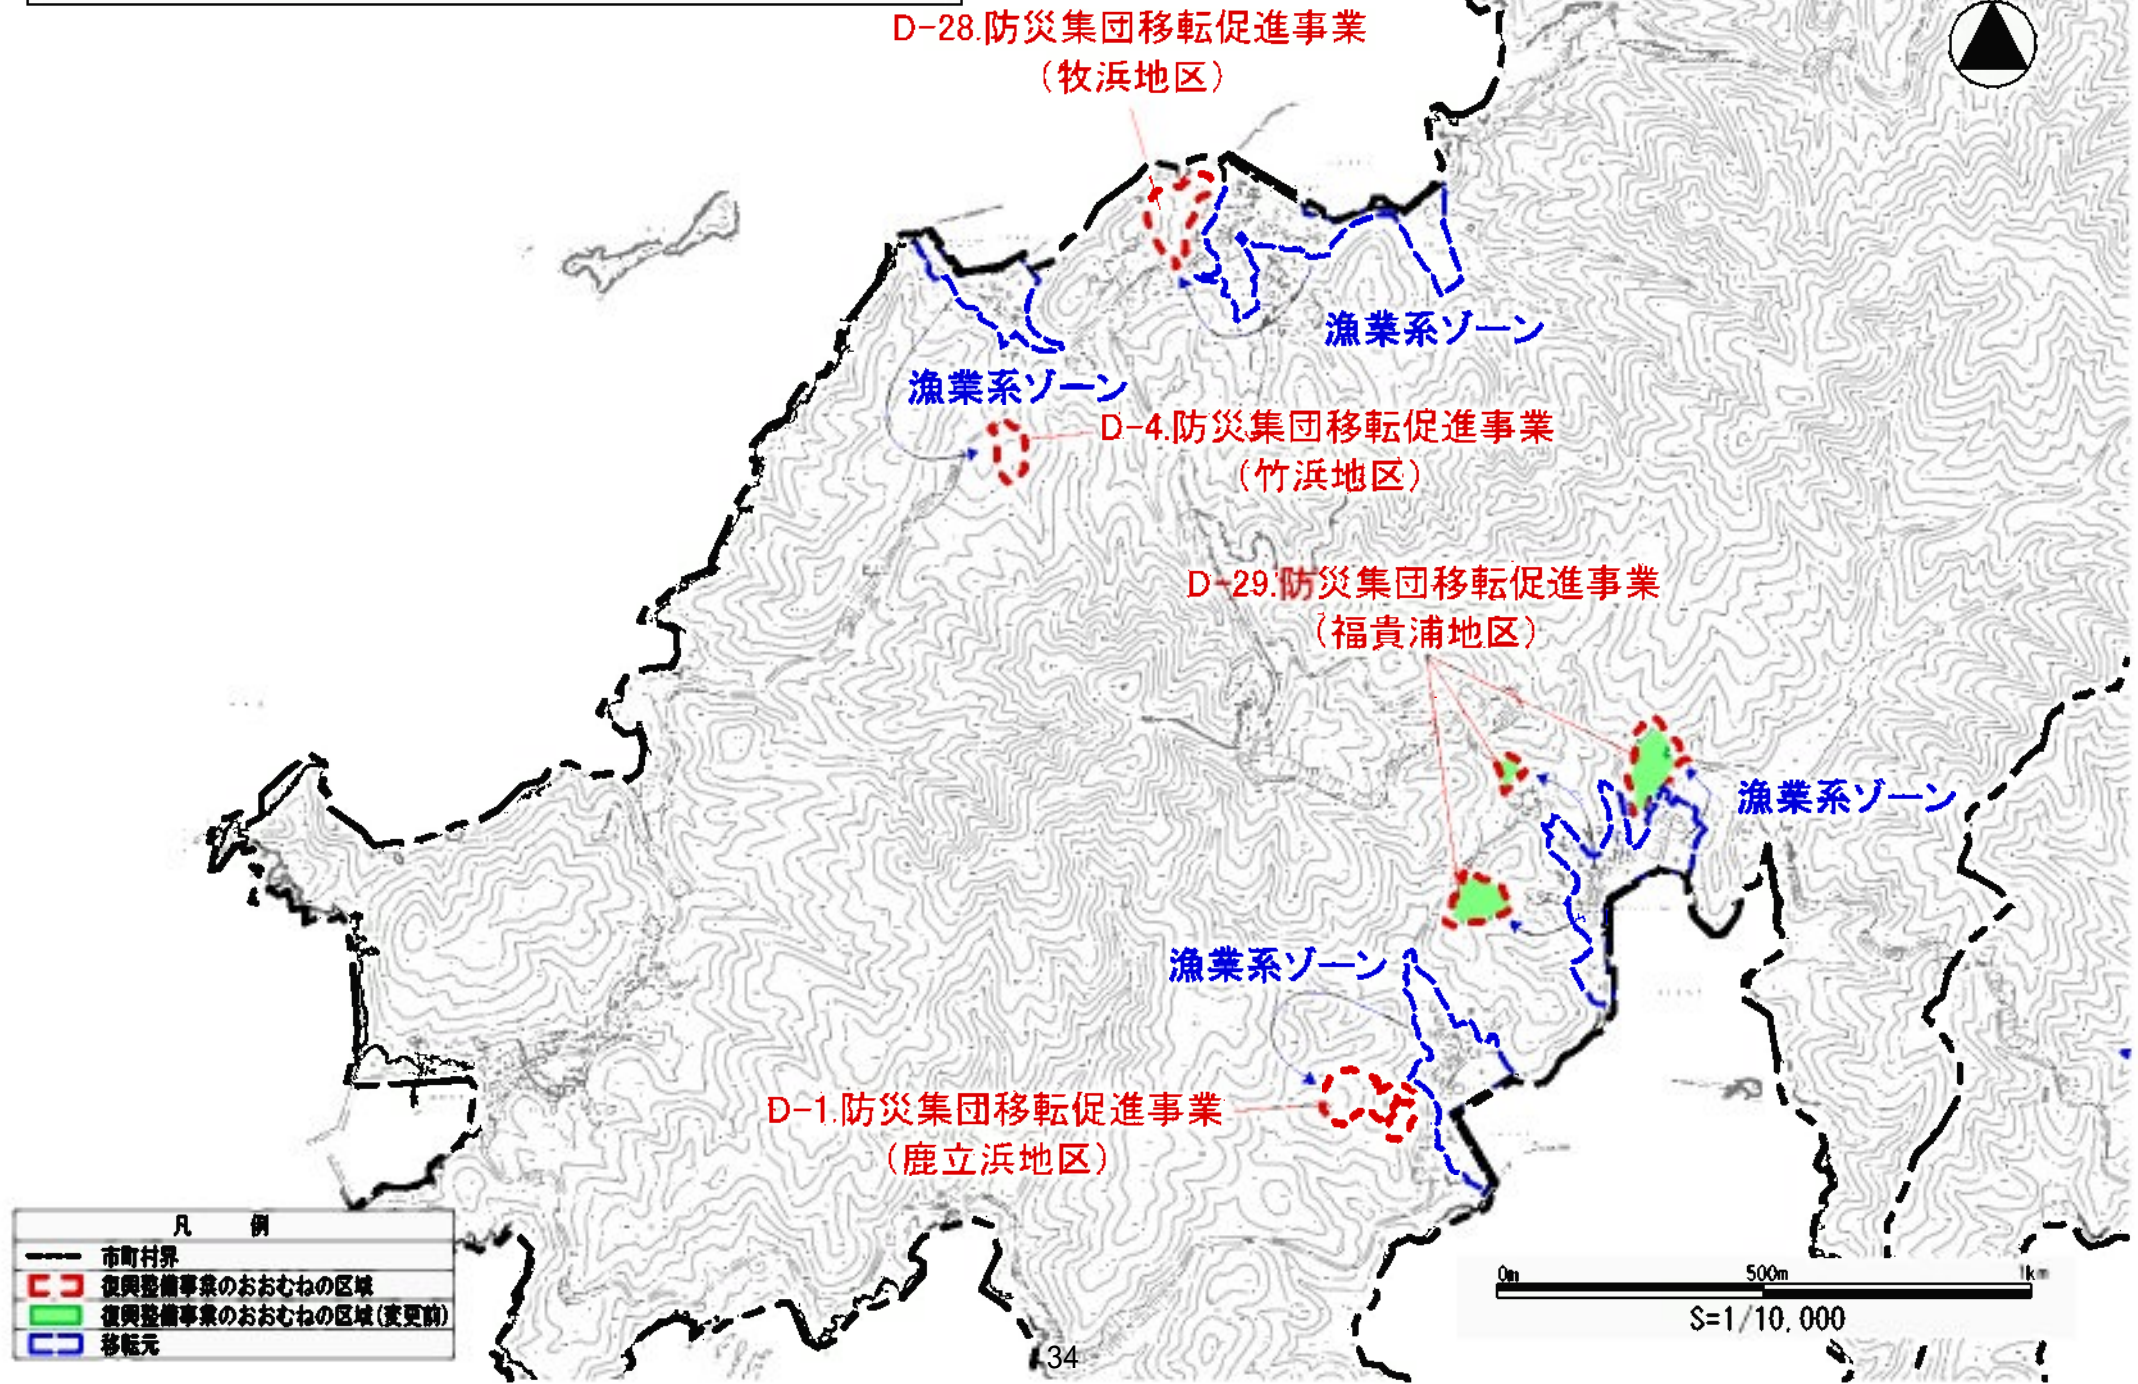 D-28.防災集団移転促進事業
(牧浜地区)
漁業系ゾーン
漁業系ゾーン
D-4.防災集団移転促進事業
(竹浜地区)
D-29.防災集団移転促進事業
(福貴浦地区)
漁業系ゾーン
漁業系ゾーン
D-1.防災集団移転促進事業
(鹿立浜地区)
凡 例
市町村界
復興整備事業のおおむねの区域
復興整備事業のおおむねの区域(変更前)
移転元
0m 500m 1km
S=1/10,000
34